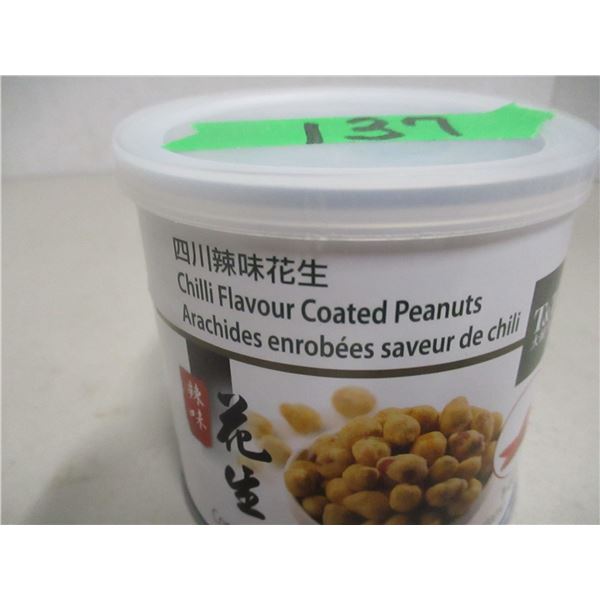 137
四川辣味花生
Chilli Flavour Coated Peanuts
Arachides enrobées saveur de chili
辣味
花生